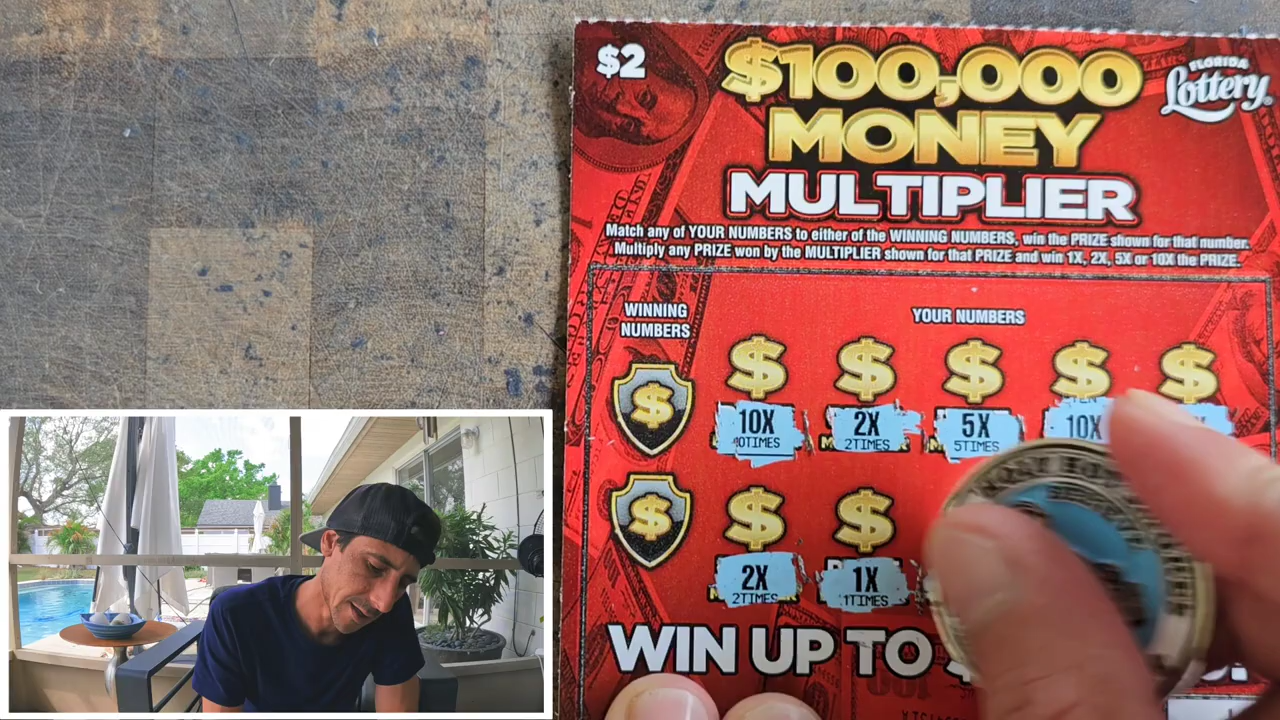 $2
$100,000
FLORIDA
Lottery®
MONEY
MULTIPLIER
Match any of YOUR NUMBERS to either of the WINNING NUMBERS, win the PRIZE shown for that number.
Multiply any PRIZE won by the MULTIPLIER shown for that PRIZE and win 1X, 2X, 5X or 10X the PRIZE.
WINNING
NUMBERS
YOUR NUMBERS
$ $ $ $ $
$
10X 2X 5X 10X
10TIMES 2TIMES 5TIMES
$ $
$
2X 1X
2TIMES 1TIMES
WIN UP TO